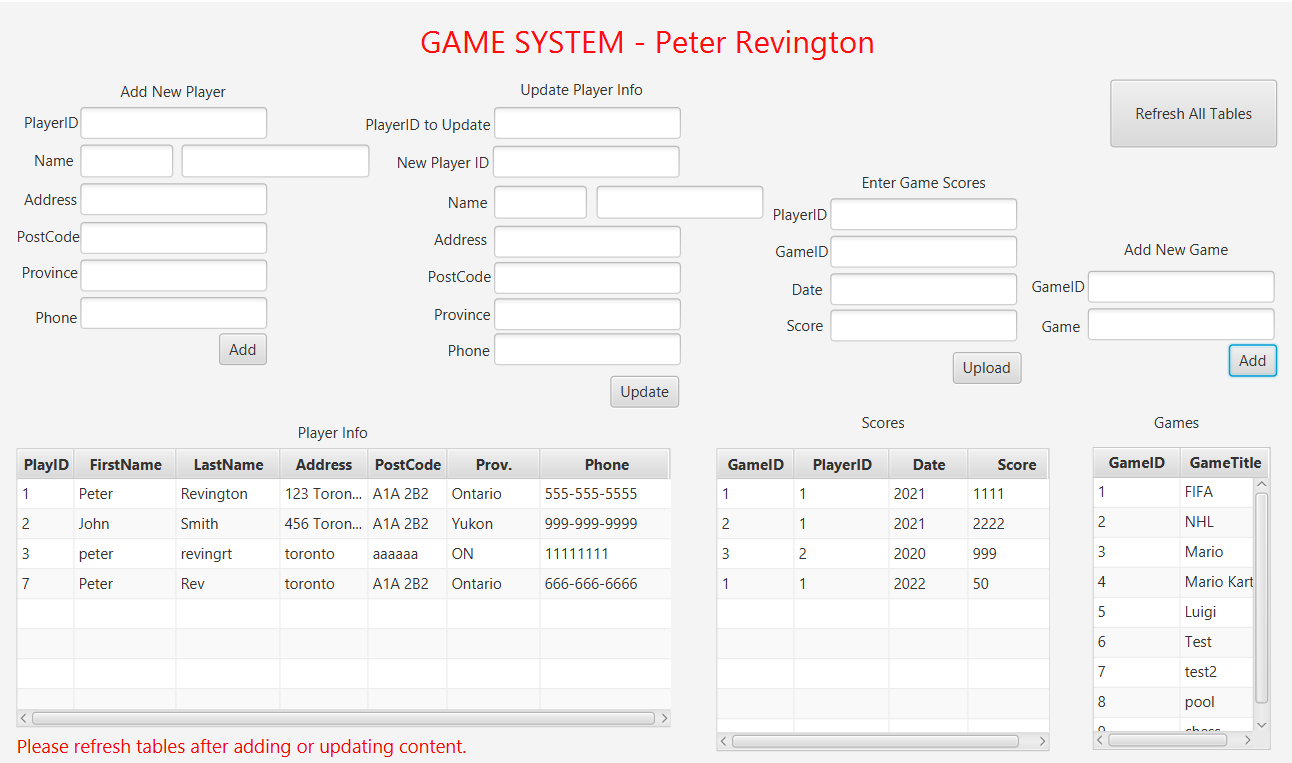 GAME SYSTEM - Peter Revington
Add New Player
PlayerID
Name
Address
PostCode
Province
Phone
Add
Update Player Info
PlayerID to Update
New Player ID
Name
Address
PostCode
Province
Phone
Update
Enter Game Scores
PlayerID
GameID
Date
Score
Upload
Refresh All Tables
Add New Game
GameID
Game
Add
Player Info
PlayID FirstName LastName Address PostCode Prov. Phone
1 Peter Revington 123 Toron... A1A 2B2 Ontario 555-555-5555
2 John Smith 456 Toron... A1A 2B2 Yukon 999-999-9999
3 peter revingrt toronto aaaaaa ON 11111111
7 Peter Rev toronto A1A 2B2 Ontario 666-666-6666
Scores
GameID PlayerID Date Score
1 1 2021 1111
2 1 2021 2222
3 2 2020 999
1 1 2022 50
Games
GameID GameTitle
1 FIFA
2 NHL
3 Mario
4 Mario Kart
5 Luigi
6 Test
7 test2
8 pool
9 chess
Please refresh tables after adding or updating content.